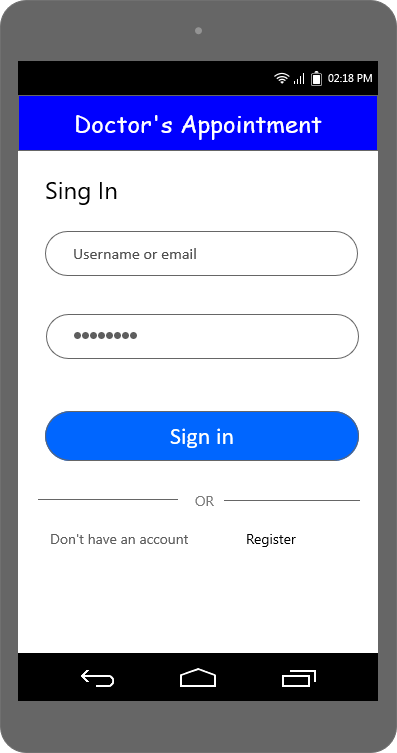 02:18 PM
Doctor's Appointment
Sing In
Username or email
••••••••
Sign in
OR
Don't have an account Register